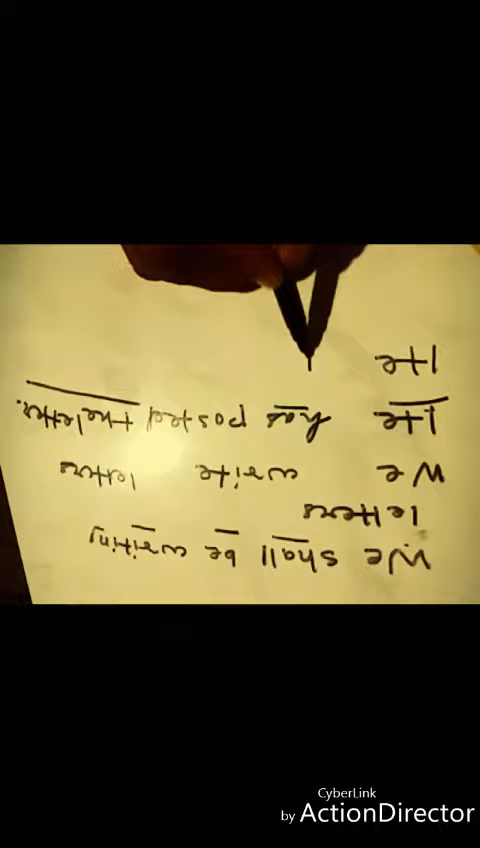 We shall be writing
letters
We write letters
He has posted the letter.
He
CyberLink
by ActionDirector